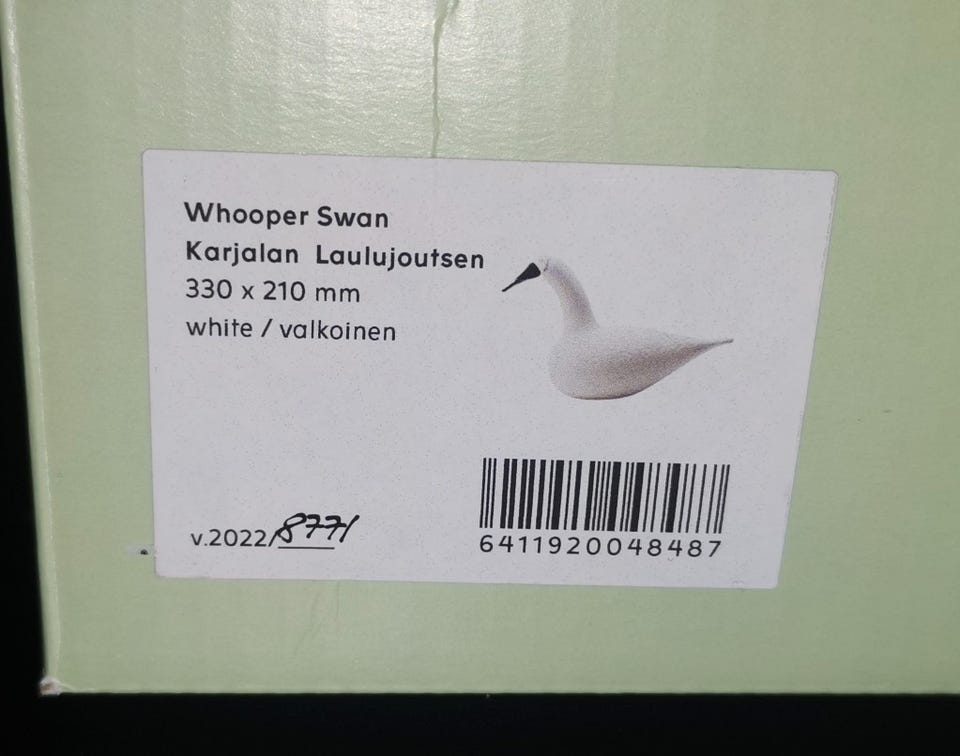 Whooper Swan
Karjalan Laulujoutsen
330 x 210 mm
white / valkoinen
v.2022/8771
6411920048487